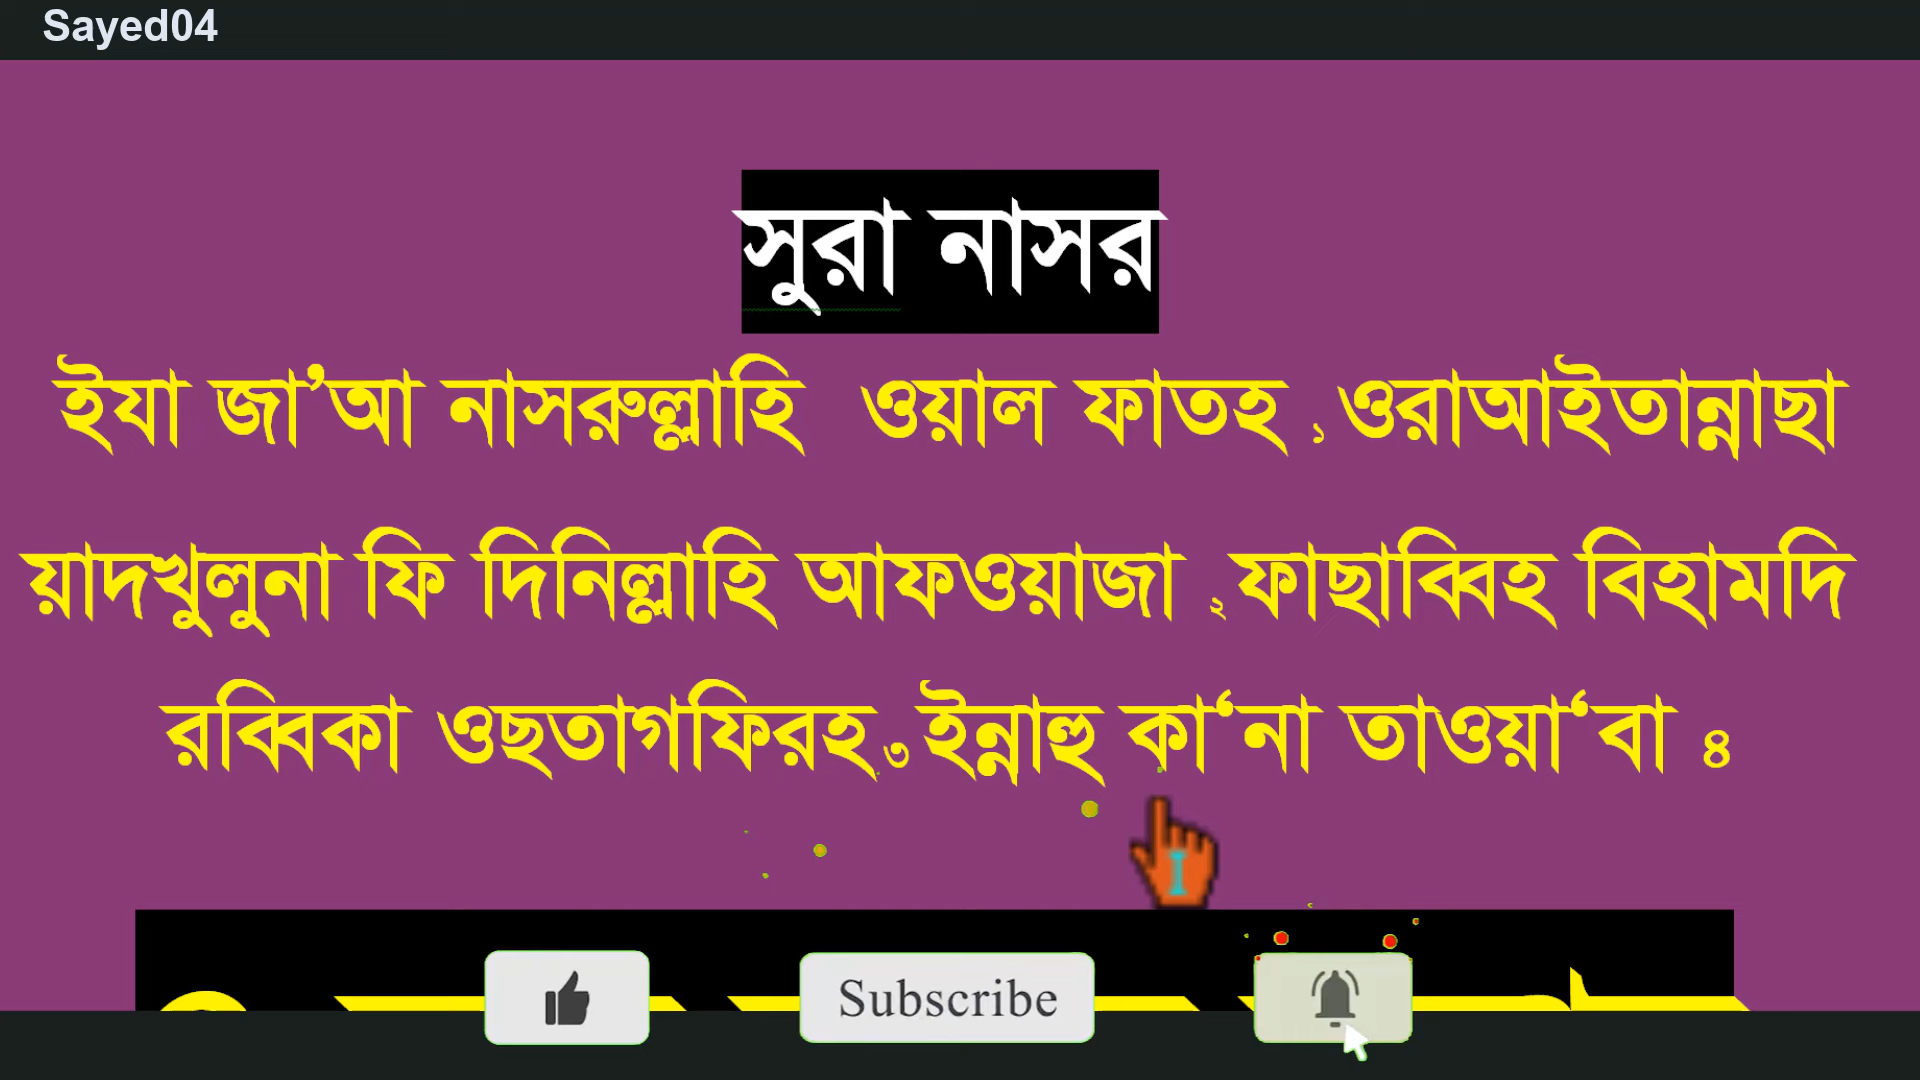 Sayed04
সুরা নাসর
ইযা জা’আ নাসরুল্লাহি ওয়াল ফাতহ ১ ওরাআইতান্নাছা
য়াদখুলুনা ফি দিনিল্লাহি আফওয়াজা ২ ফাছাব্বিহ বিহামদি
রব্বিকা ওছতাগফিরহ ৩ ইন্নাহু কা‘না তাওয়া‘বা ৪
Subscribe